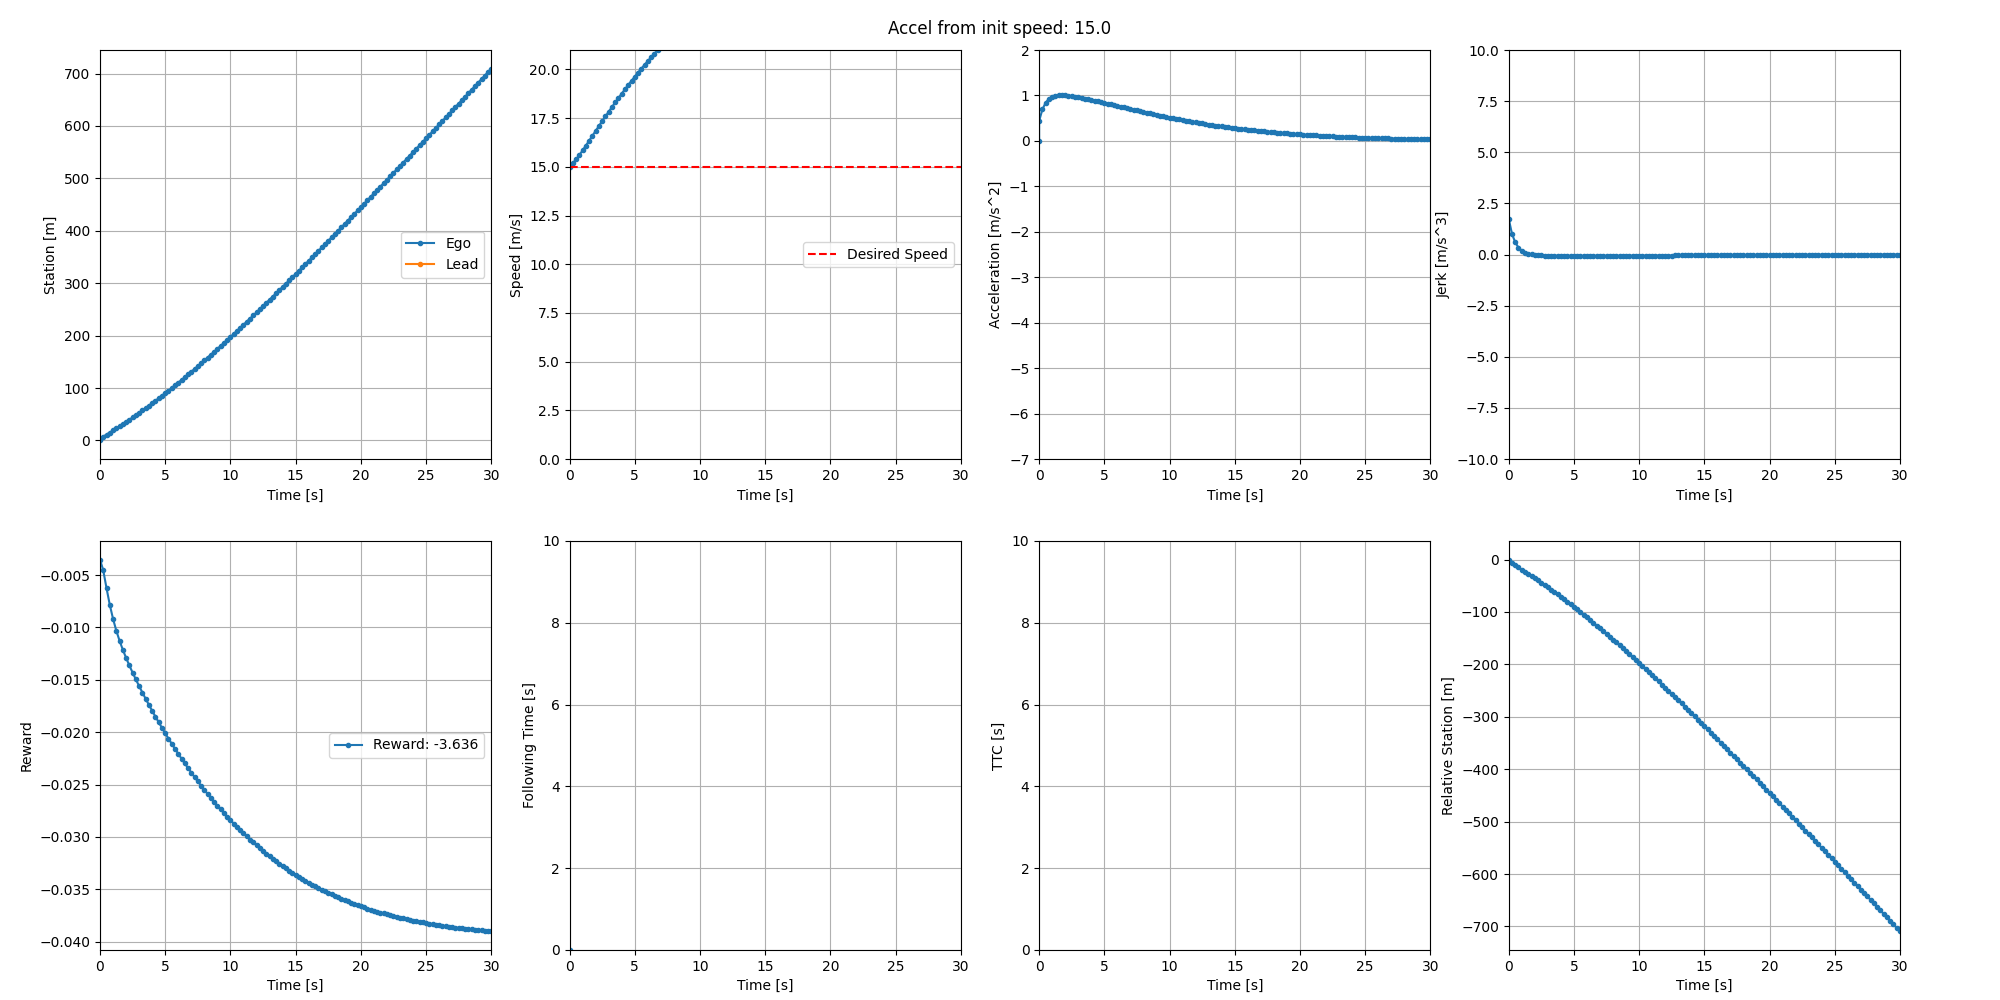 Accel from init speed: 15.0
Station [m]
700
600
500
400
300
200
100
0
Ego
Lead
0 5 10 15 20 25 30
Time [s]
Speed [m/s]
20.0
17.5
15.0
12.5
10.0
7.5
5.0
2.5
0.0
Desired Speed
0 5 10 15 20 25 30
Time [s]
Acceleration [m/s^2]
2
1
0
−1
−2
−3
−4
−5
−6
−7
0 5 10 15 20 25 30
Time [s]
Jerk [m/s^3]
10.0
7.5
5.0
2.5
0.0
−2.5
−5.0
−7.5
−10.0
0 5 10 15 20 25 30
Time [s]
Reward
−0.005
−0.010
−0.015
−0.020
−0.025
−0.030
−0.035
−0.040
Reward: -3.636
0 5 10 15 20 25 30
Time [s]
Following Time [s]
10
8
6
4
2
0
0 5 10 15 20 25 30
Time [s]
TTC [s]
10
8
6
4
2
0
0 5 10 15 20 25 30
Time [s]
Relative Station [m]
0
−100
−200
−300
−400
−500
−600
−700
0 5 10 15 20 25 30
Time [s]